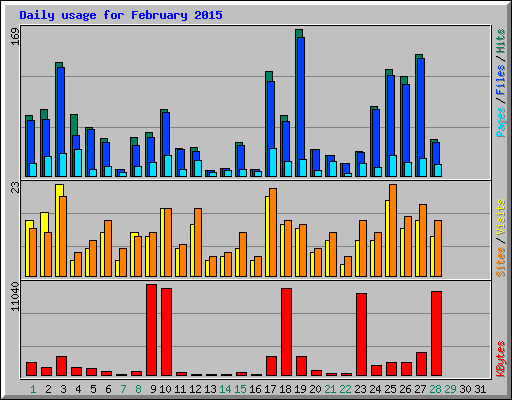 Daily usage for February 2015
169
Pages / Files / Hits
23
Sites / Visits
11040
KBytes
1 2 3 4 5 6 7 8 9 10 11 12 13 14 15 16 17 18 19 20 21 22 23 24 25 26 27 28 29 30 31